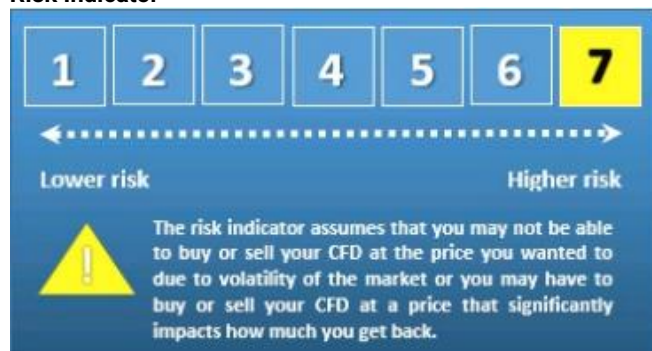 Risk Indicator
1 2 3 4 5 6 7
Lower risk Higher risk
The risk indicator assumes that you may not be able
to buy or sell your CFD at the price you wanted to
due to volatility of the market or you may have to
buy or sell your CFD at a price that significantly
impacts how much you get back.
!